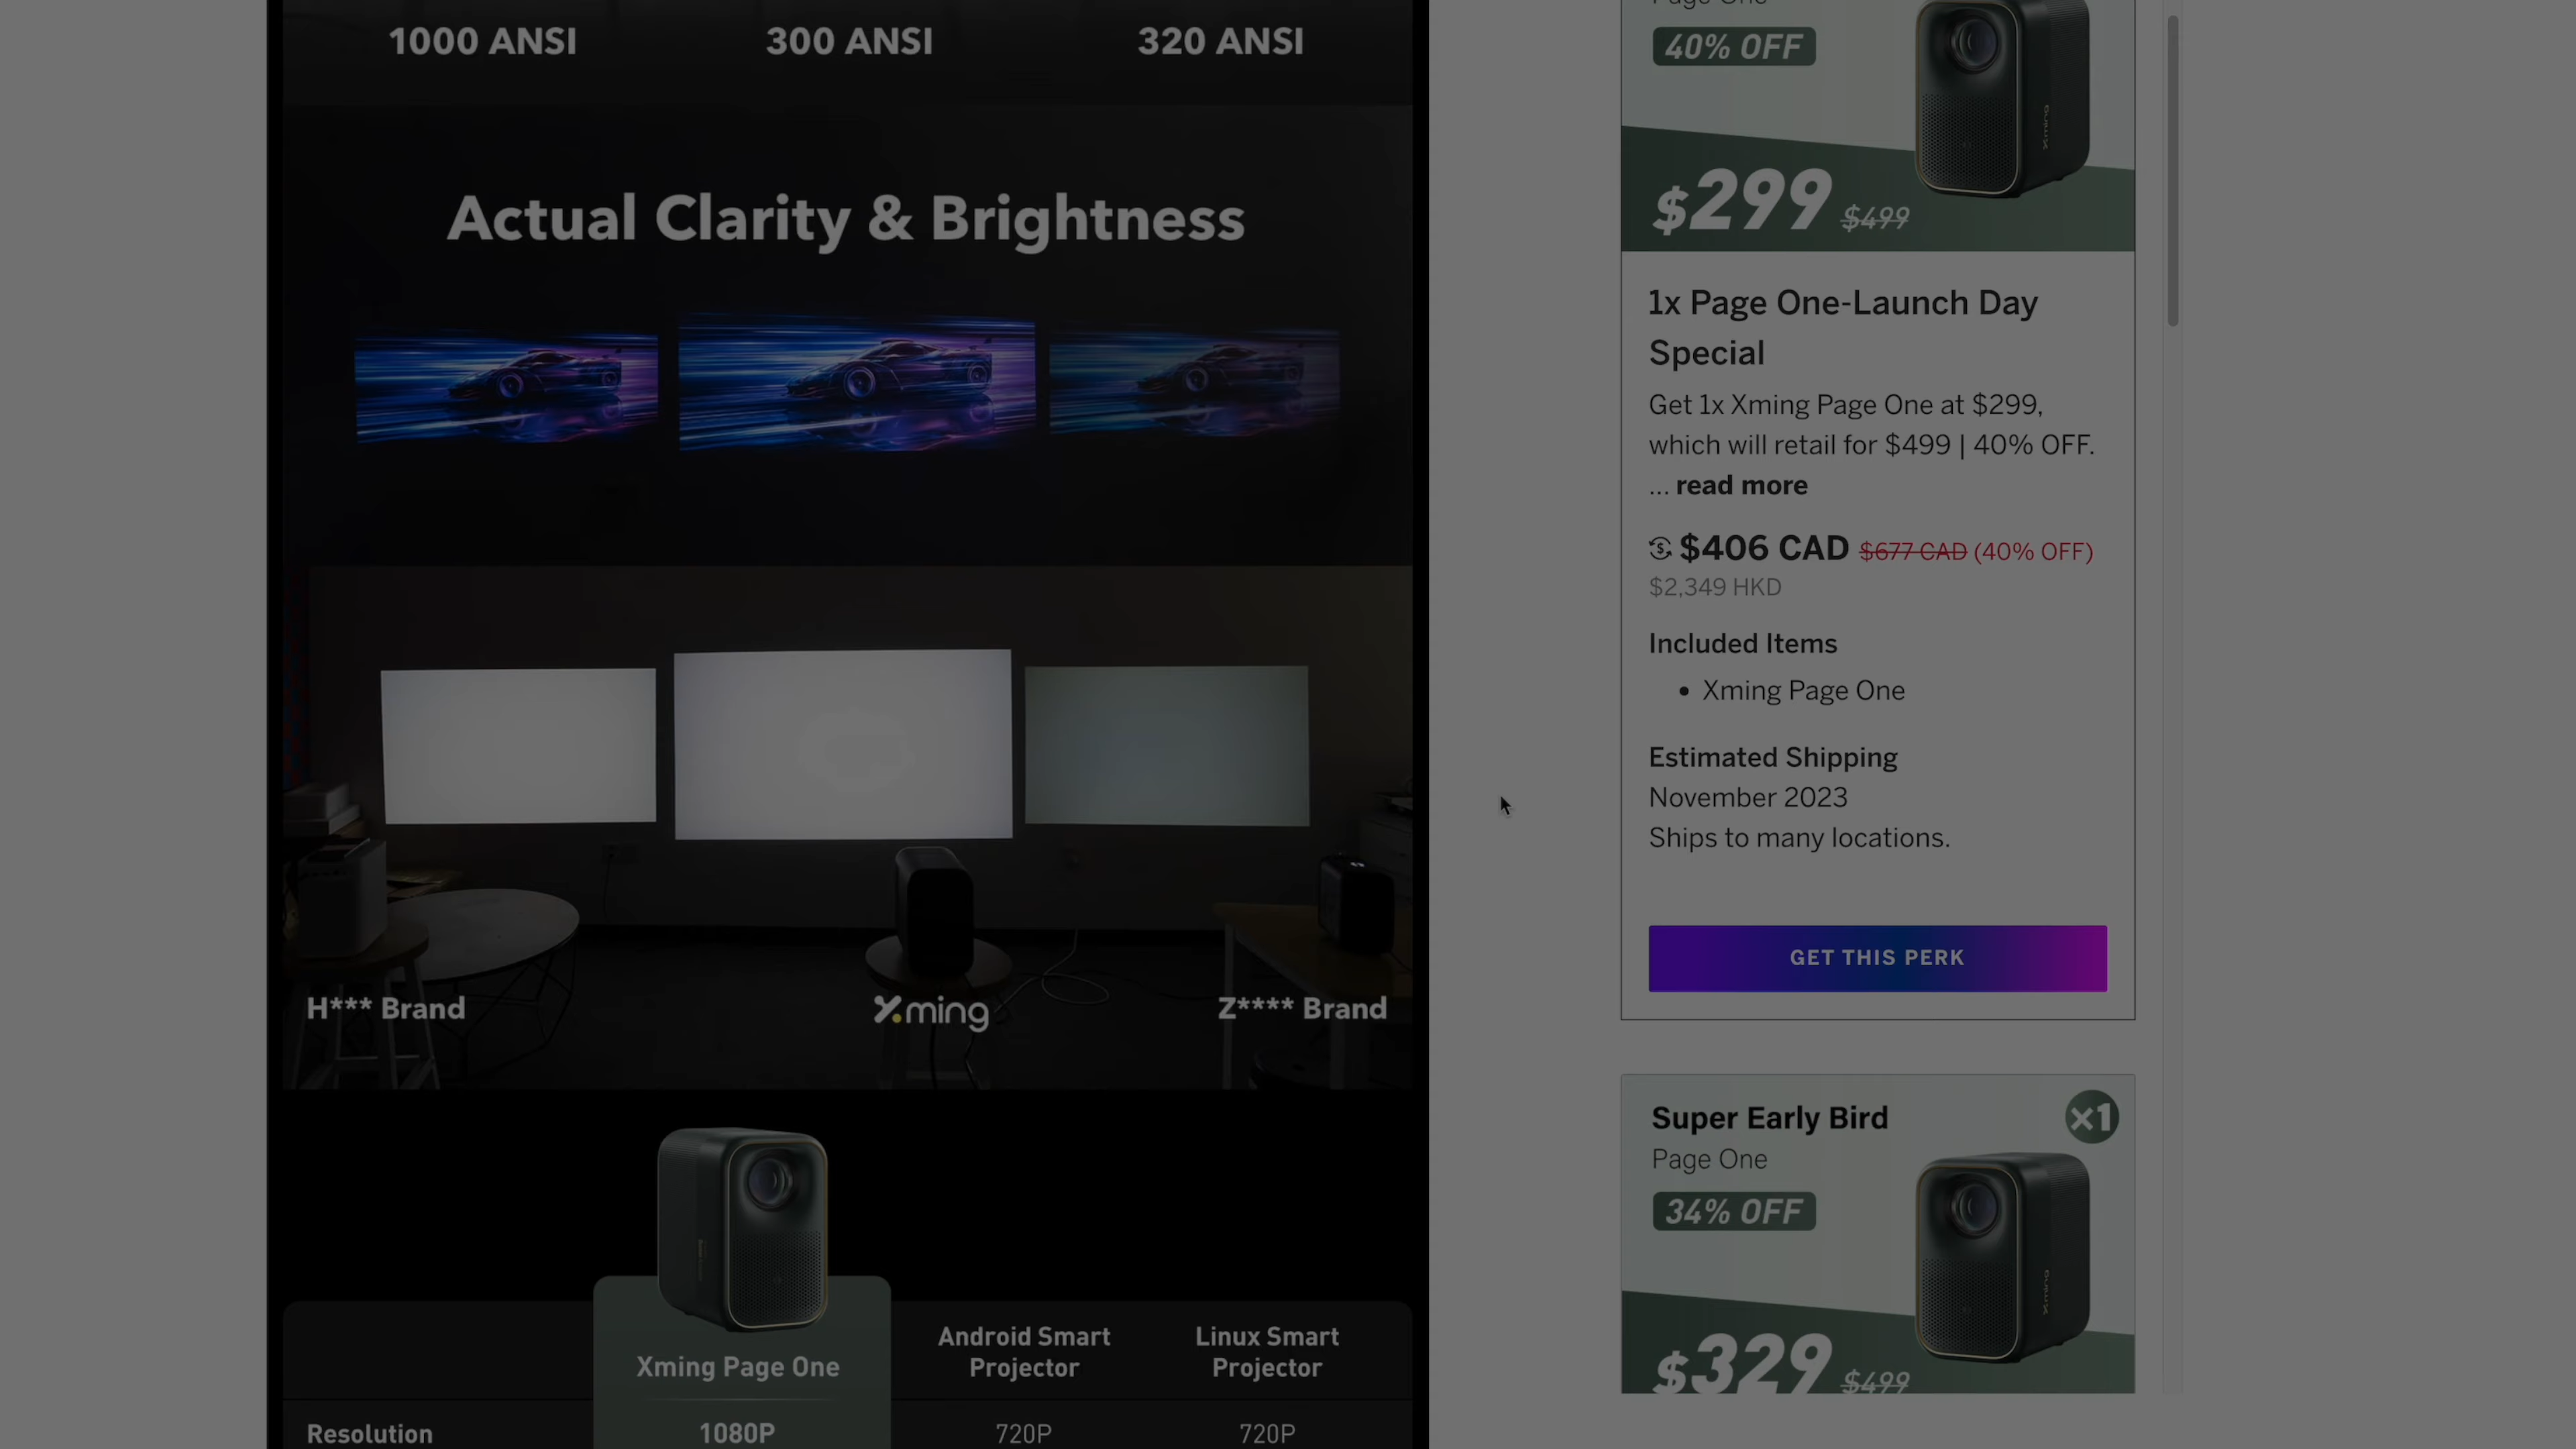 1000 ANSI
300 ANSI
320 ANSI
Actual Clarity & Brightness
H*** Brand
Xming
Z**** Brand
Xming Page One
Android Smart
Projector
Linux Smart
Projector
Resolution
1080P
720P
720P
Page One
40% OFF
$299 $499
1x Page One-Launch Day
Special
Get 1x Xming Page One at $299,
which will retail for $499 | 40% OFF.
... read more
$406 CAD $677 CAD (40% OFF)
$2,349 HKD
Included Items
• Xming Page One
Estimated Shipping
November 2023
Ships to many locations.
GET THIS PERK
Super Early Bird
×1
Page One
34% OFF
$329 $499